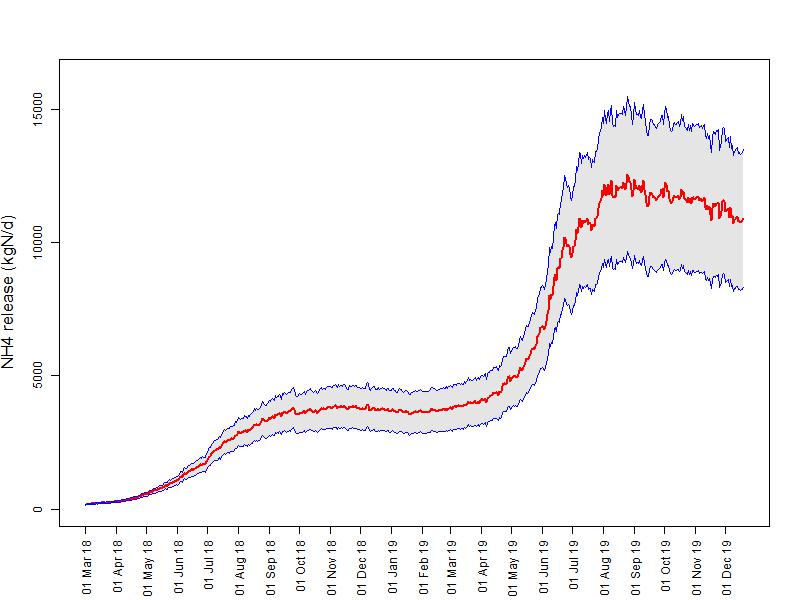 NH4 release (kgN/d)
15000
10000
5000
0
01 Mar 18
01 Apr 18
01 May 18
01 Jun 18
01 Jul 18
01 Aug 18
01 Sep 18
01 Oct 18
01 Nov 18
01 Dec 18
01 Jan 19
01 Feb 19
01 Mar 19
01 Apr 19
01 May 19
01 Jun 19
01 Jul 19
01 Aug 19
01 Sep 19
01 Oct 19
01 Nov 19
01 Dec 19